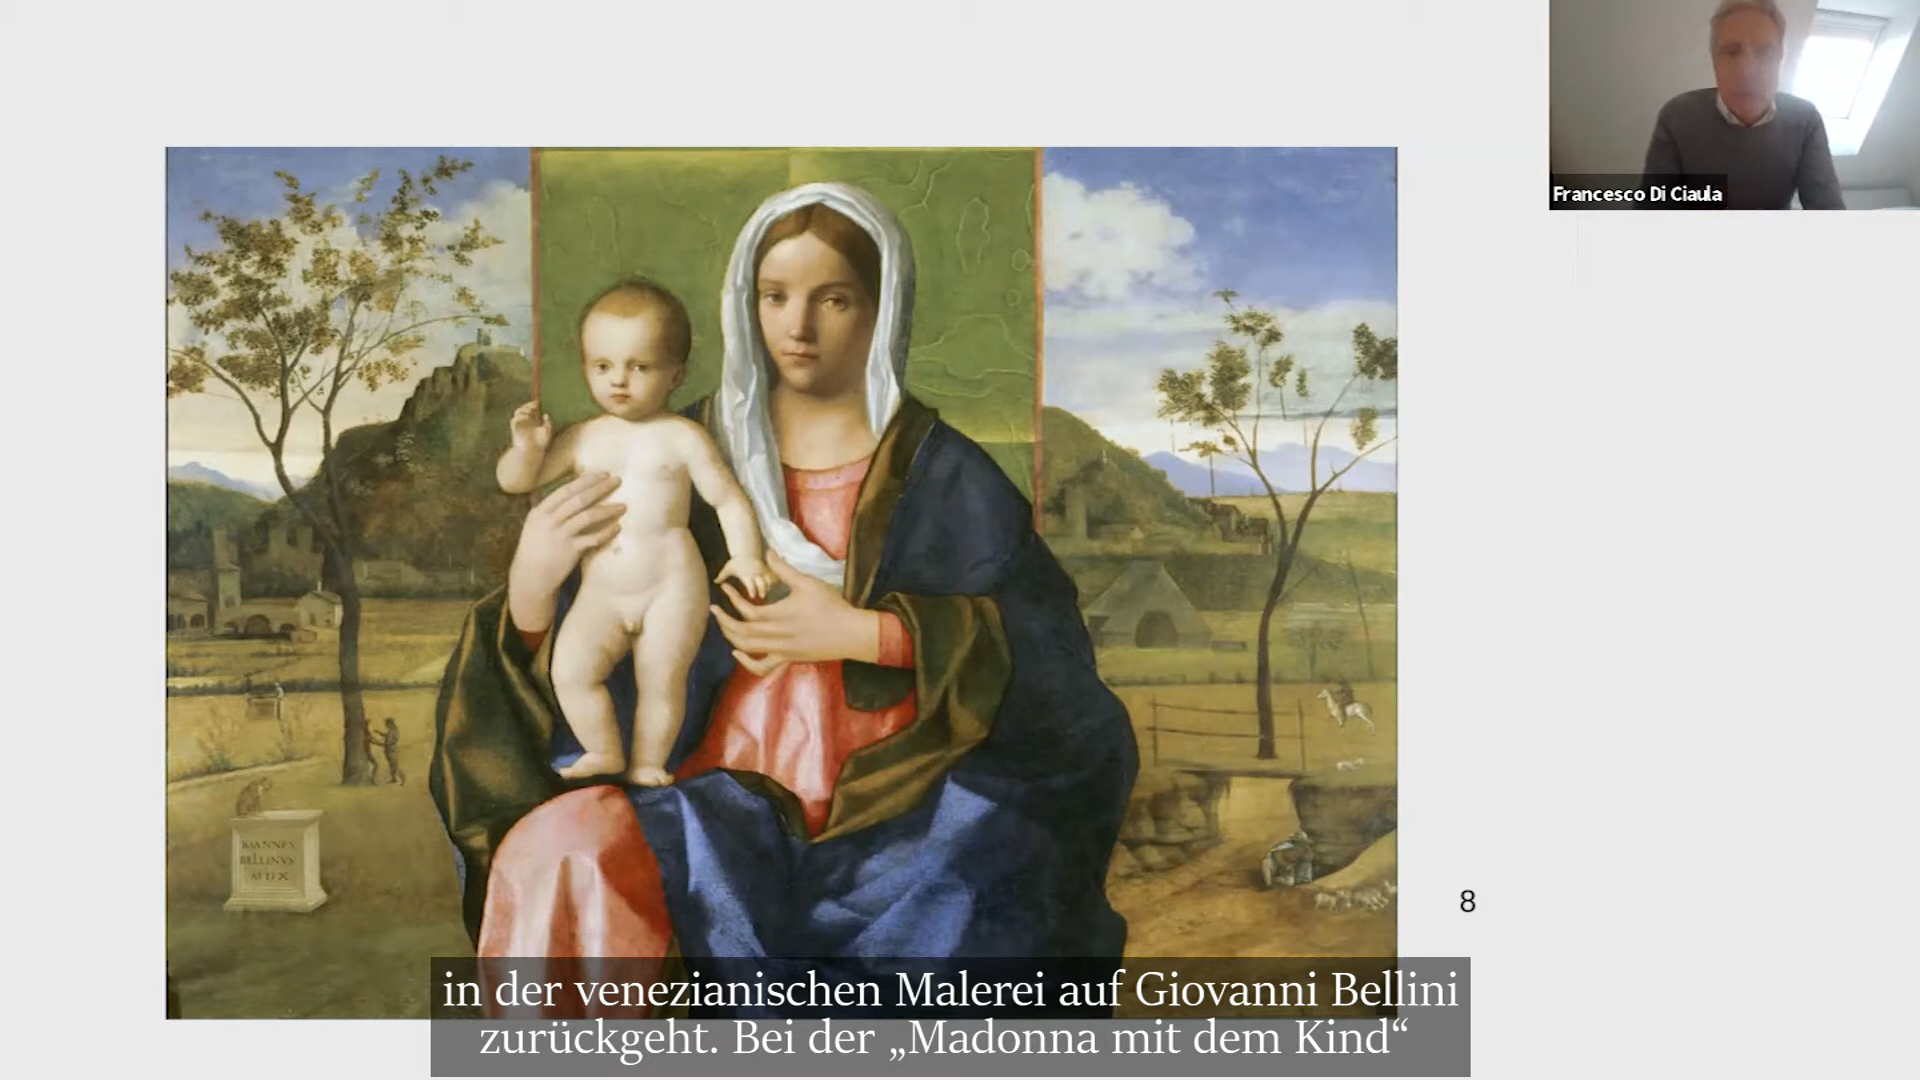 Francesco Di Ciaula
IOANNES
BELLINVS
MDX
8
in der venezianischen Malerei auf Giovanni Bellini
zurückgeht. Bei der „Madonna mit dem Kind“